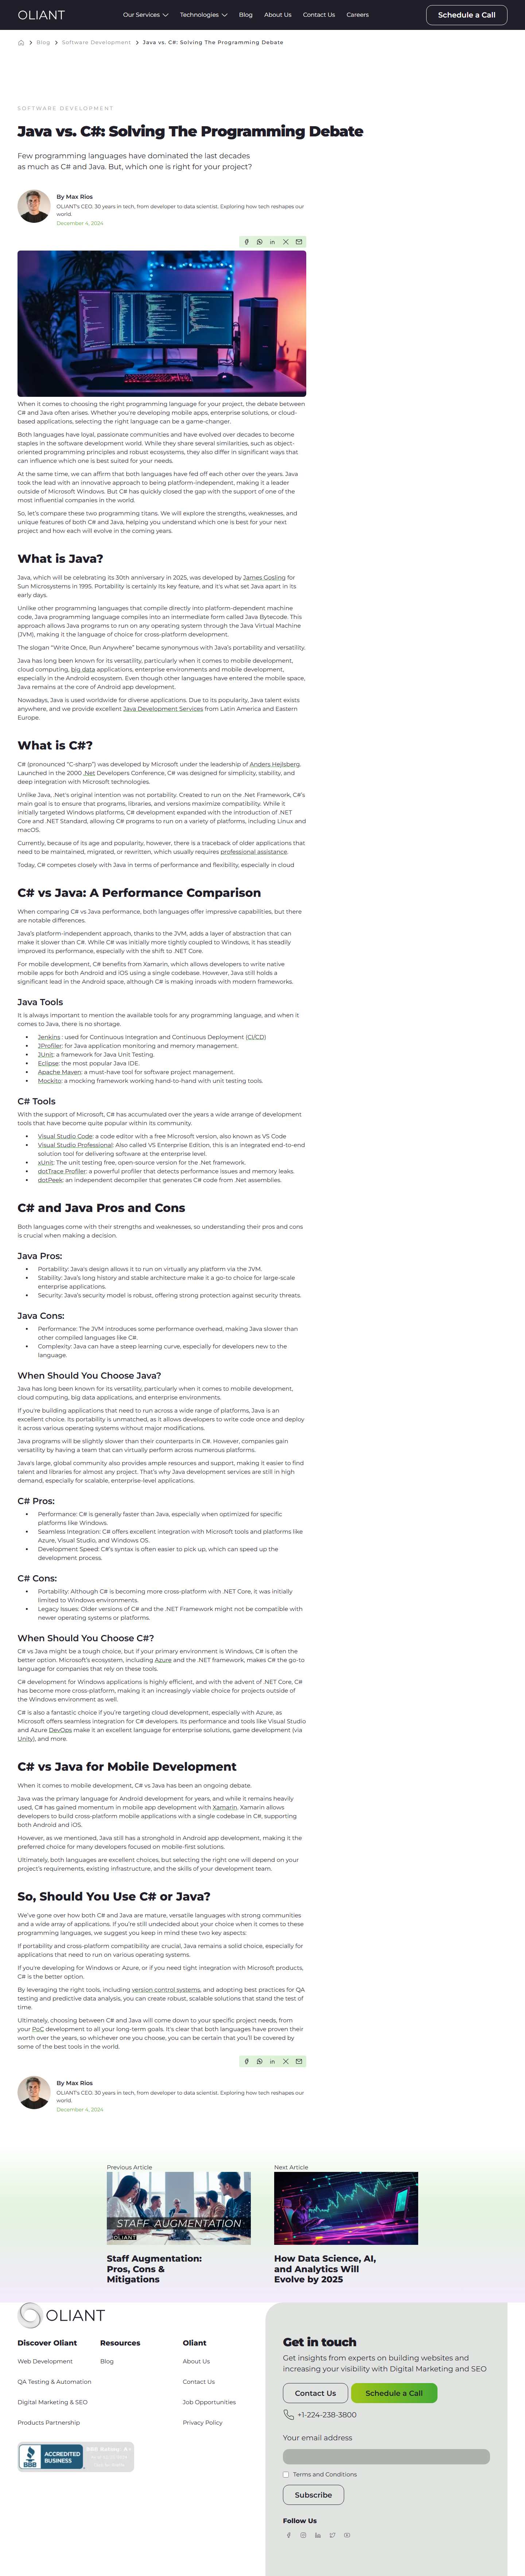 OLIANT
Our Services
Technologies
Blog
About Us
Contact Us
Careers
Schedule a Call
Blog
Software Development
Java vs. C#: Solving The Programming Debate
SOFTWARE DEVELOPMENT
Java vs. C#: Solving The Programming Debate
Few programming languages have dominated the last decades
as much as C# and Java. But, which one is right for your project?
By Max Rios
OLIANT's CEO. 30 years in tech, from developer to data scientist. Exploring how tech reshapes our
world.
December 4, 2024
When it comes to choosing the right programming language for your project, the debate between
C# and Java often arises. Whether you're developing mobile apps, enterprise solutions, or cloud-
based applications, selecting the right language can be a game-changer.
Both languages have loyal, passionate communities and have evolved over decades to become
staples in the software development world. While they share several similarities, such as object-
oriented programming principles and robust ecosystems, they also differ in significant ways that
can influence which one is best suited for your needs.
At the same time, we can affirm that both languages have fed off each other over the years. Java
took the lead with an innovative approach to being platform-independent, making it a leader
outside of Microsoft Windows. But C# has quickly closed the gap with the support of one of the
most influential companies in the world.
So, let's compare these two programming titans. We will explore the strengths, weaknesses, and
unique features of both C# and Java, helping you understand which one is best for your next
project and how each will evolve in the coming years.
What is Java?
Java, which will be celebrating its 30th anniversary in 2025, was developed by James Gosling for
Sun Microsystems in 1995. Portability is certainly its key feature, and it's what set Java apart in its
early days.
Unlike other programming languages that compile directly into platform-dependent machine
code, Java programming language compiles into an intermediate form called Java Bytecode. This
approach allows Java programs to run on any operating system through the Java Virtual Machine
(JVM), making it the language of choice for cross-platform development.
The slogan "Write Once, Run Anywhere" became synonymous with Java's portability and versatility.
Java has long been known for its versatility, particularly when it comes to mobile development,
cloud computing, big data applications, enterprise environments and mobile development,
especially in the Android ecosystem. Even though other languages have entered the mobile space,
Java remains at the core of Android app development.
Nowadays, Java is used worldwide for diverse applications. Due to its popularity, Java talent exists
anywhere, and we provide excellent Java Development Services from Latin America and Eastern
Europe.
What is C#?
C# (pronounced "C-sharp") was developed by Microsoft under the leadership of Anders Hejlsberg.
Launched in the 2000 .Net Developers Conference, C# was designed for simplicity, stability, and
deep integration with Microsoft technologies.
Unlike Java, .Net's original intention was not portability. Created to run on the .Net Framework, C#'s
main goal is to ensure that programs, libraries, and versions maximize compatibility. While it
initially targeted Windows platforms, C# development expanded with the introduction of .NET
Core and .NET Standard, allowing C# programs to run on a variety of platforms, including Linux and
macOS.
Currently, because of its age and popularity, however, there is a traceback of older applications that
need to be maintained, migrated, or rewritten, which usually requires professional assistance.
Today, C# competes closely with Java in terms of performance and flexibility, especially in cloud
C# vs Java: A Performance Comparison
When comparing C# vs Java performance, both languages offer impressive capabilities, but there
are notable differences.
Java's platform-independent approach, thanks to the JVM, adds a layer of abstraction that can
make it slower than C#. While C# was initially more tightly coupled to Windows, it has steadily
improved its performance, especially with the shift to .NET Core.
For mobile development, C# benefits from Xamarin, which allows developers to write native
mobile apps for both Android and iOS using a single codebase. However, Java still holds a
significant lead in the Android space, although C# is making inroads with modern frameworks.
Java Tools
It is always important to mention the available tools for any programming language, and when it
comes to Java, there is no shortage.
Jenkins : used for Continuous Integration and Continuous Deployment (CI/CD)
JProfiler: for Java application monitoring and memory management.
JUnit: a framework for Java Unit Testing.
Eclipse: the most popular Java IDE.
Apache Maven: a must-have tool for software project management.
Mockito: a mocking framework working hand-to-hand with unit testing tools.
C# Tools
With the support of Microsoft, C# has accumulated over the years a wide arrange of development
tools that have become quite popular within its community.
Visual Studio Code: a code editor with a free Microsoft version, also known as VS Code
Visual Studio Professional: Also called VS Enterprise Edition, this is an integrated end-to-end
solution tool for delivering software at the enterprise level.
xUnit: The unit testing free, open-source version for the .Net framework.
dotTrace Profiler: a powerful profiler that detects performance issues and memory leaks.
dotPeek: an independent decompiler that generates C# code from .Net assemblies.
C# and Java Pros and Cons
Both languages come with their strengths and weaknesses, so understanding their pros and cons
is crucial when making a decision.
Java Pros:
Portability: Java's design allows it to run on virtually any platform via the JVM.
Stability: Java's long history and stable architecture make it a go-to choice for large-scale
enterprise applications.
Security: Java's security model is robust, offering strong protection against security threats.
Java Cons:
Performance: The JVM introduces some performance overhead, making Java slower than
other compiled languages like C#.
Complexity: Java can have a steep learning curve, especially for developers new to the
language.
When Should You Choose Java?
Java has long been known for its versatility, particularly when it comes to mobile development,
cloud computing, big data applications, and enterprise environments.
If you're building applications that need to run across a wide range of platforms, Java is an
excellent choice. Its portability is unmatched, as it allows developers to write code once and deploy
it across various operating systems without major modifications.
Java programs will be slightly slower than their counterparts in C#. However, companies gain
versatility by having a team that can virtually perform across numerous platforms.
Java's large, global community also provides ample resources and support, making it easier to find
talent and libraries for almost any project. That's why Java development services are still in high
demand, especially for scalable, enterprise-level applications.
C# Pros:
Performance: C# is generally faster than Java, especially when optimized for specific
platforms like Windows.
Seamless Integration: C# offers excellent integration with Microsoft tools and platforms like
Azure, Visual Studio, and Windows OS.
Development Speed: C#'s syntax is often easier to pick up, which can speed up the
development process.
C# Cons:
Portability: Although C# is becoming more cross-platform with .NET Core, it was initially
limited to Windows environments.
Legacy Issues: Older versions of C# and the .NET Framework might not be compatible with
newer operating systems or platforms.
When Should You Choose C#?
C# vs Java might be a tough choice, but if your primary environment is Windows, C# is often the
better option. Microsoft's ecosystem, including Azure and the .NET framework, makes C# the go-to
language for companies that rely on these tools.
C# development for Windows applications is highly efficient, and with the advent of .NET Core, C#
has become more cross-platform, making it an increasingly viable choice for projects outside of
the Windows environment as well.
C# is also a fantastic choice if you're targeting cloud development, especially with Azure, as
Microsoft offers seamless integration for C# developers. Its performance and tools like Visual Studio
and Azure DevOps make it an excellent language for enterprise solutions, game development (via
Unity), and more.
C# vs Java for Mobile Development
When it comes to mobile development, C# vs Java has been an ongoing debate.
Java was the primary language for Android development for years, and while it remains heavily
used, C# has gained momentum in mobile app development with Xamarin. Xamarin allows
developers to build cross-platform mobile applications with a single codebase in C#, supporting
both Android and iOS.
However, as we mentioned, Java still has a stronghold in Android app development, making it the
preferred choice for many developers focused on mobile-first solutions.
Ultimately, both languages are excellent choices, but selecting the right one will depend on your
project's requirements, existing infrastructure, and the skills of your development team.
So, Should You Use C# or Java?
We've gone over how both C# and Java are mature, versatile languages with strong communities
and a wide array of applications. If you're still undecided about your choice when it comes to these
programming languages, we suggest you keep in mind these two key aspects:
If portability and cross-platform compatibility are crucial, Java remains a solid choice, especially for
applications that need to run on various operating systems.
If you're developing for Windows or Azure, or if you need tight integration with Microsoft products,
C# is the better option.
By leveraging the right tools, including version control systems, and adopting best practices for QA
testing and predictive data analysis, you can create robust, scalable solutions that stand the test of
time.
Ultimately, choosing between C# and Java will come down to your specific project needs, from
your PoC development to all your long-term goals. It's clear that both languages have proven their
worth over the years, so whichever one you choose, you can be certain that you'll be covered by
some of the best tools in the world.
By Max Rios
OLIANT's CEO. 30 years in tech, from developer to data scientist. Exploring how tech reshapes our
world.
December 4, 2024
Previous Article
STAFF AUGMENTATION
OLIANT
Staff Augmentation:
Pros, Cons &
Mitigations
Next Article
How Data Science, AI,
and Analytics Will
Evolve by 2025
OLIANT
Discover Oliant
Web Development
QA Testing & Automation
Digital Marketing & SEO
Products Partnership
Resources
Blog
Oliant
About Us
Contact Us
Job Opportunities
Privacy Policy
BBB
ACCREDITED
BUSINESS
BBB Rating: A+
Get in touch
Get insights from experts on building websites and
increasing your visibility with Digital Marketing and SEO
Contact Us
Schedule a Call
+1-224-238-3800
Your email address
Terms and Conditions
Subscribe
Follow Us